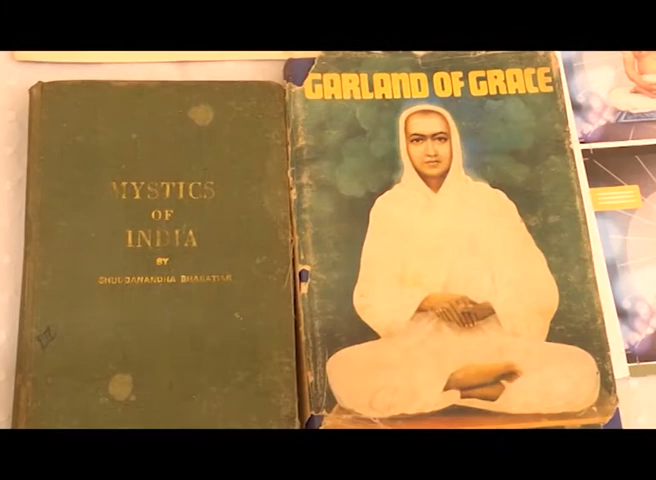 MYSTICS
OF
INDIA
BY
SHUDDANANDHA BHARATIAR
GARLAND OF GRACE